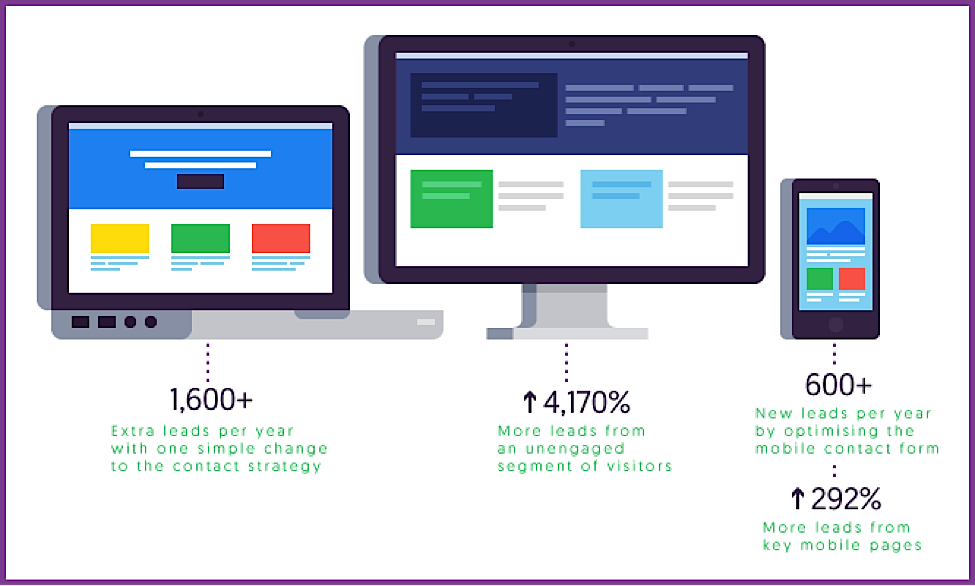 1,600+
Extra leads per year
with one simple change
to the contact strategy
↑4,170%
More leads from
an unengaged
segment of visitors
600+
New leads per year
by optimising the
mobile contact form
↑292%
More leads from
key mobile pages